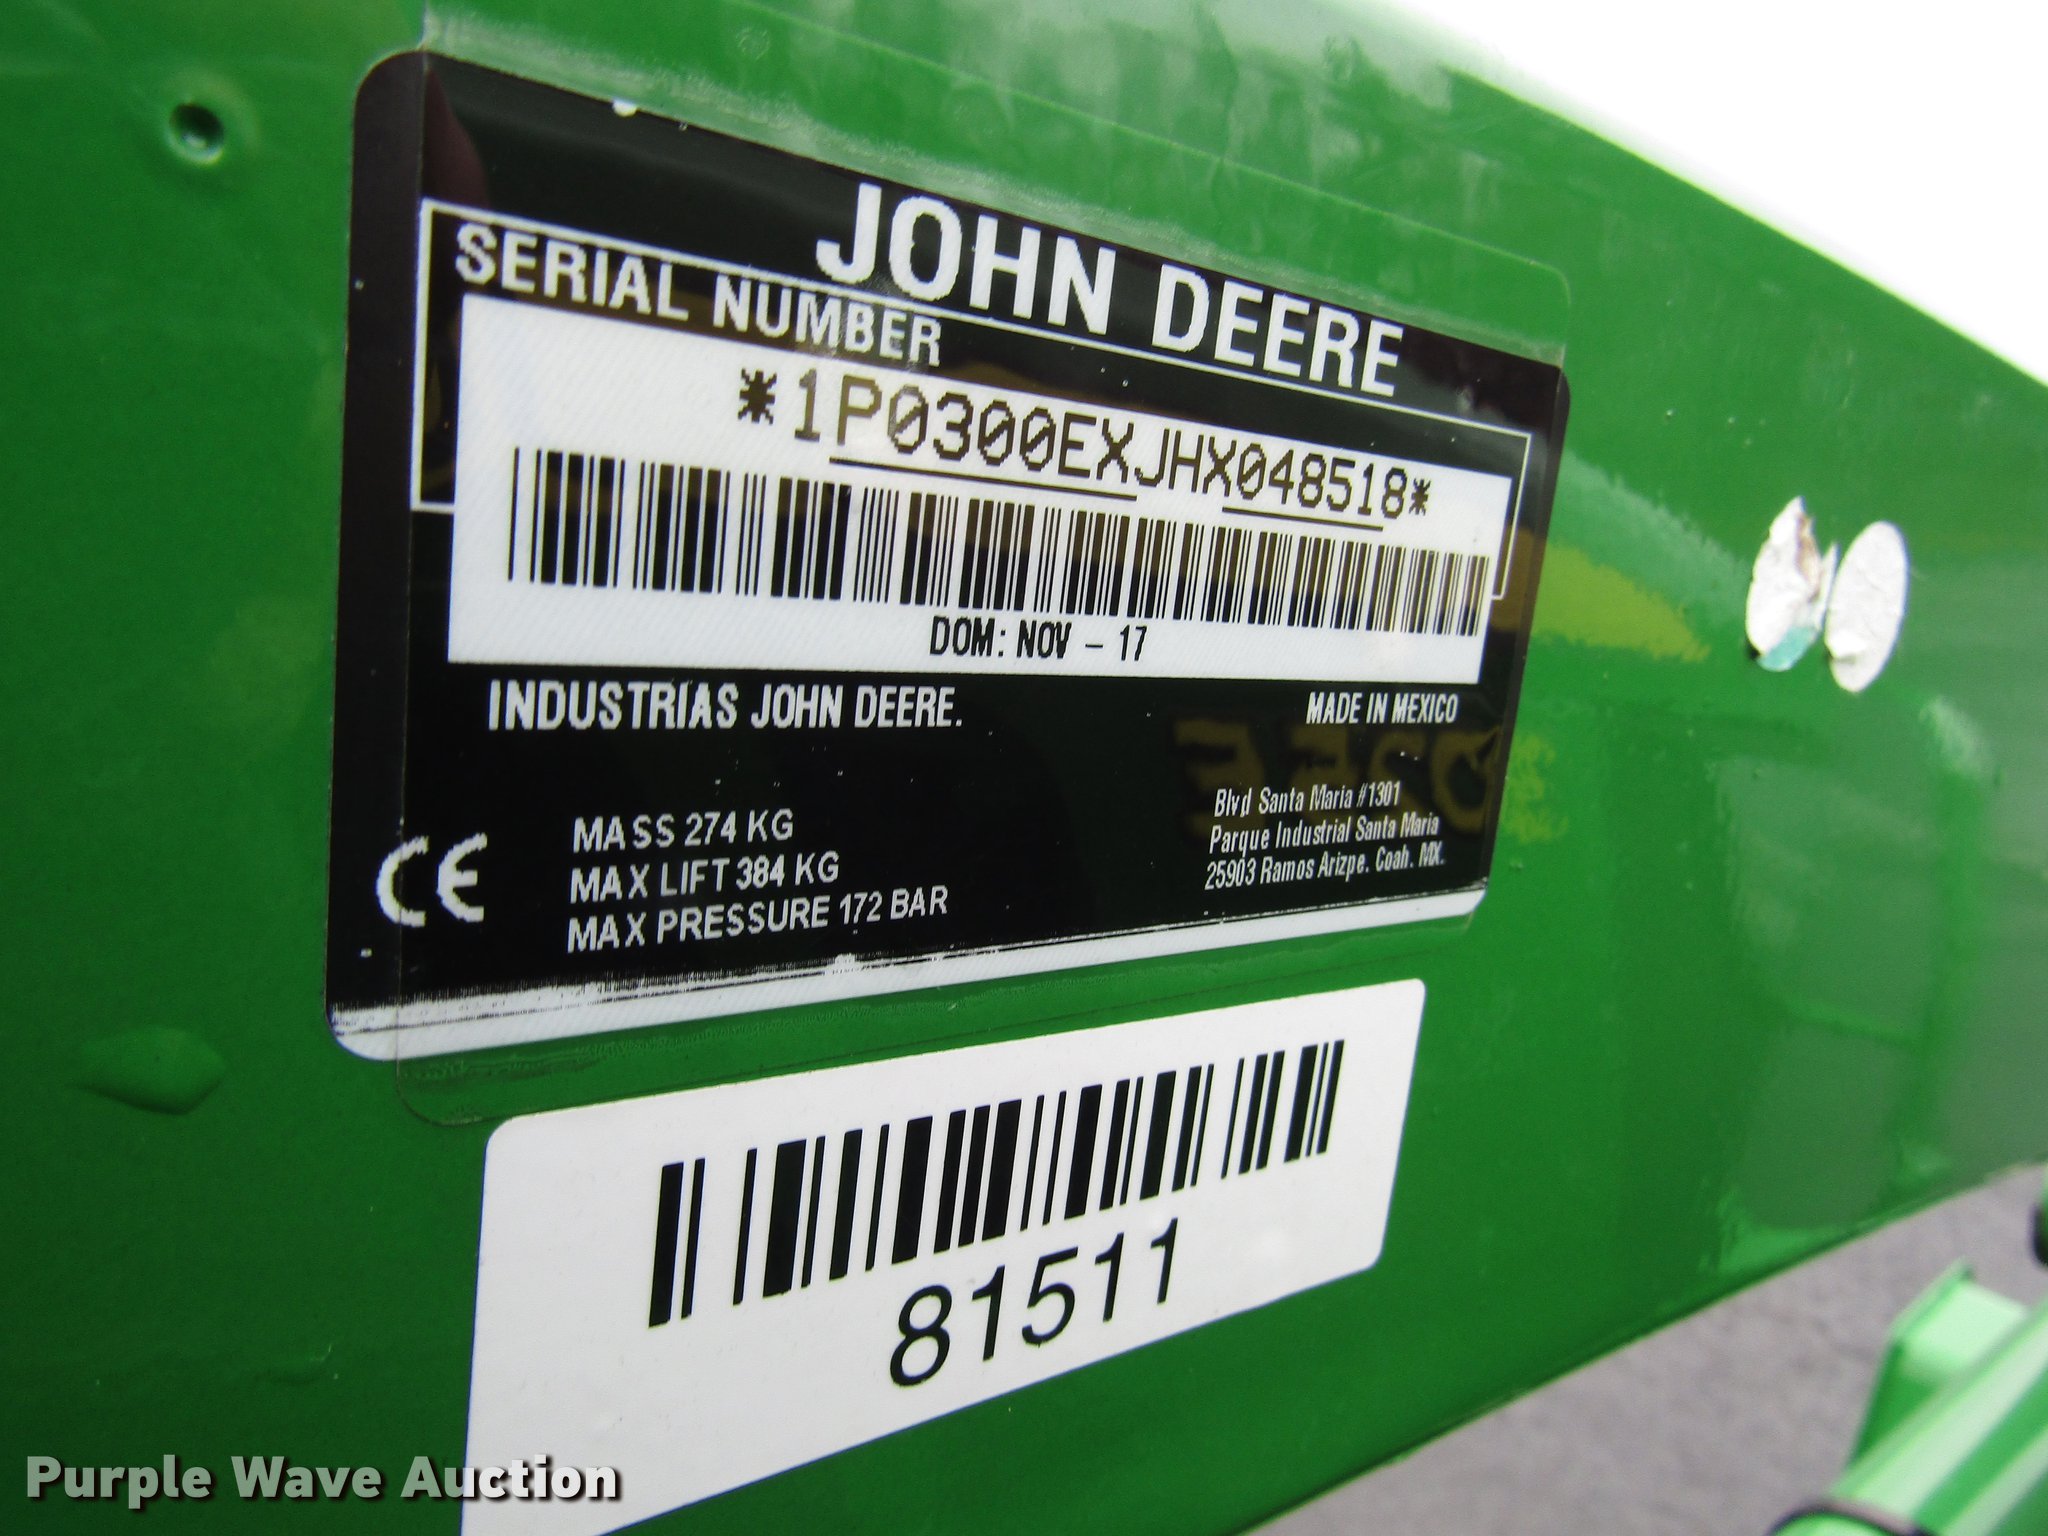 JOHN DEERE
SERIAL NUMBER
*1P0300EXJHX048518*
DOM: NOV - 17
INDUSTRIAS JOHN DEERE.
MADE IN MEXICO
Blvd Santa Maria #1301
Parque Industrial Santa Maria
25903 Ramos Arizpe. Coah. MX.
CE
MASS 274 KG
MAX LIFT 384 KG
MAX PRESSURE 172 BAR
81511
Purple Wave Auction